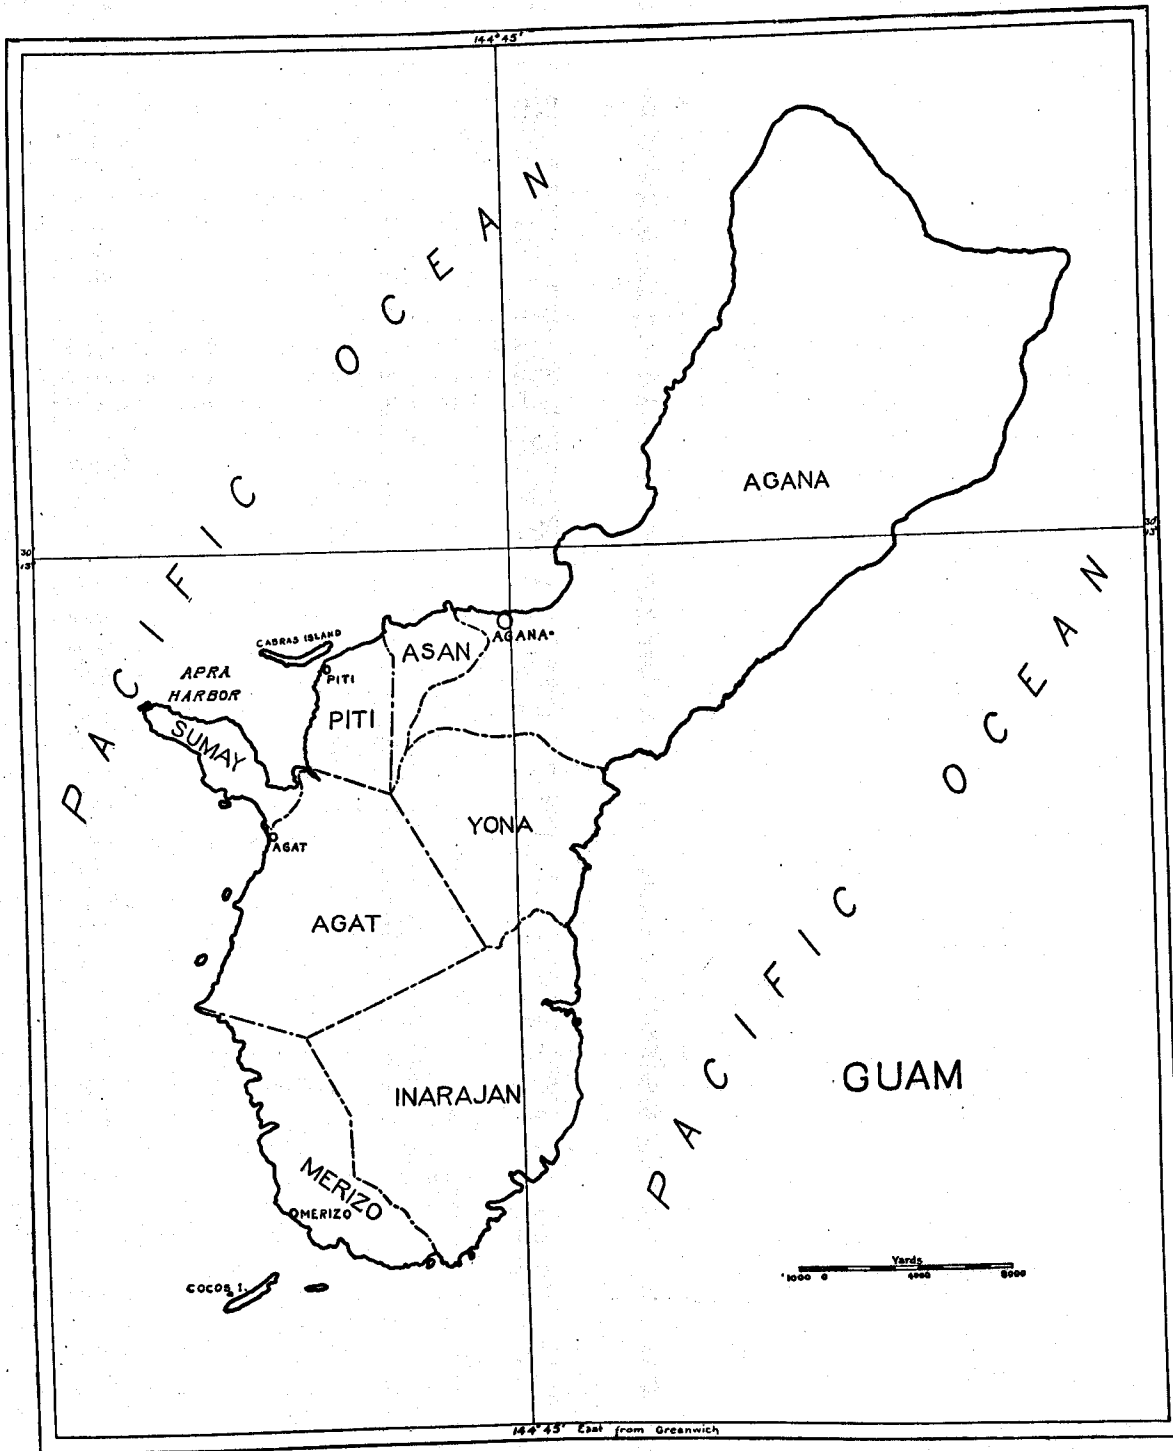 144°45'
PACIFIC OCEAN
AGANA
30'
13°
30'
13°
AGANA
ASAN
CABRAS ISLAND
PITI
APRA
HARBOR
PITI
SUMAY
YONA
AGAT
AGAT
PACIFIC OCEAN
GUAM
INARAJAN
MERIZO
MERIZO
COCOS I.
Yards
1000 0 4000 8000
144°45' East from Greenwich